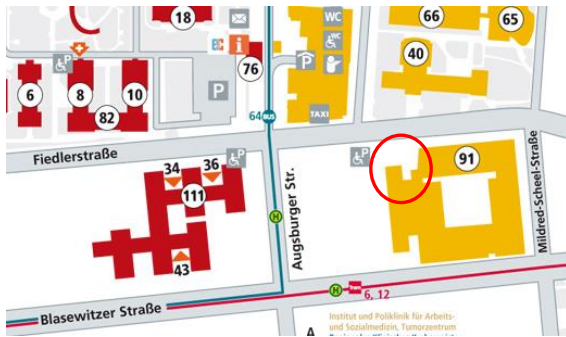 18
66
65
WC
WC
i
76
P
P
40
6
8
10
P
P
82
64 BUS
TAXI
Fiedlerstraße
34
36
P
P
91
111
43
H
Augsburger Str.
Mildred-Scheel-Straße
H
Tram
6, 12
Blasewitzer Straße
Institut und Poliklinik für Arbeits-
und Sozialmedizin, Tumorzentrum
A